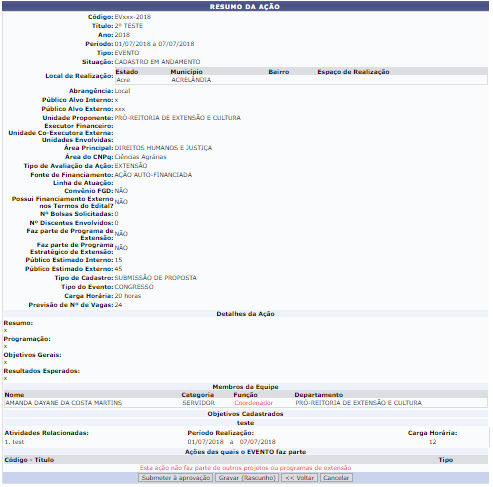 RESUMO DA AÇÃO
Código: EVxxx-2018
Título: 2º TESTE
Ano: 2018
Período: 01/07/2018 a 07/07/2018
Tipo: EVENTO
Situação: CADASTRO EM ANDAMENTO
Local de Realização: Estado Município Bairro Espaço de Realização
Acre ACRELÂNDIA
Abrangência: Local
Público Alvo Interno: x
Público Alvo Externo: xxx
Unidade Proponente: PRÓ-REITORIA DE EXTENSÃO E CULTURA
Executor Financeiro:
Unidade Co-Executora Externa:
Unidades Envolvidas:
Área Principal: DIREITOS HUMANOS E JUSTIÇA
Área do CNPq: Ciências Agrárias
Tipo de Avaliação da Ação: EXTENSÃO
Fonte de Financiamento: AÇÃO AUTO-FINANCIADA
Linha de Atuação:
Convênio FGD: NÃO
Possui Financiamento Externo
nos Termos do Edital? NÃO
Nº Bolsas Solicitadas: 0
Nº Discentes Envolvidos: 0
Faz parte de Programa de
Extensão: NÃO
Faz parte de Programa
Estratégico de Extensão: NÃO
Público Estimado Interno: 15
Público Estimado Externo: 45
Tipo de Cadastro: SUBMISSÃO DE PROPOSTA
Tipo do Evento: CONGRESSO
Carga Horária: 20 horas
Previsão de Nº de Vagas: 24
Detalhes da Ação
Resumo:
x
Programação:
x
Objetivos Gerais:
x
Resultados Esperados:
x
Membros da Equipe
Nome Categoria Função Departamento
AMANDA DAYANE DA COSTA MARTINS SERVIDOR Coordenador PRÓ-REITORIA DE EXTENSÃO E CULTURA
Objetivos Cadastrados
teste
Atividades Relacionadas: Período Realização: Carga Horária:
1. test 01/07/2018 a 07/07/2018 12
Ações das quais o EVENTO faz parte
Código - Título Tipo
Esta ação não faz parte de outros projetos ou programas de extensão
Submeter à aprovação Gravar (Rascunho) << Voltar Cancelar